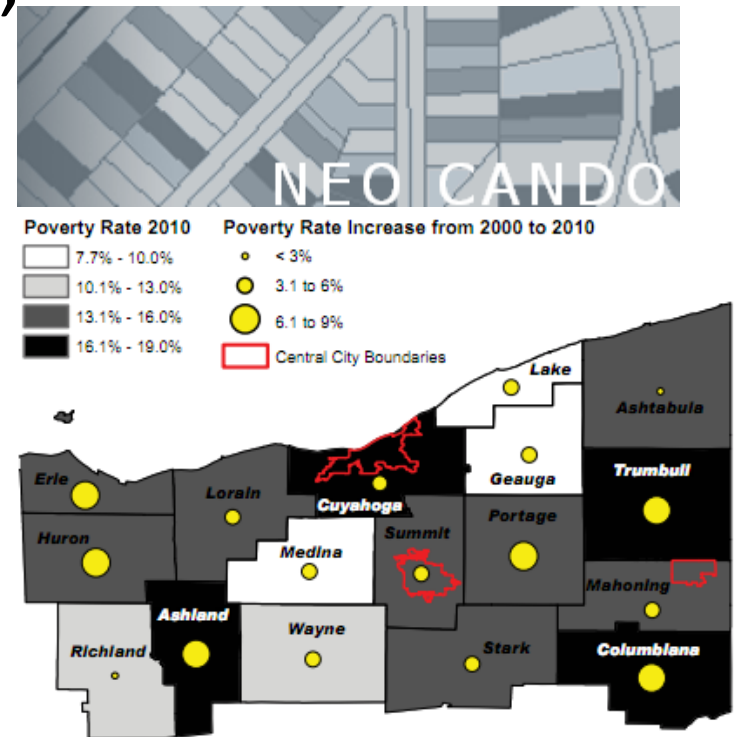 )
NEO CANDO
Poverty Rate 2010
7.7% - 10.0%
10.1% - 13.0%
13.1% - 16.0%
16.1% - 19.0%
Poverty Rate Increase from 2000 to 2010
< 3%
3.1 to 6%
6.1 to 9%
Central City Boundaries
Lake
Ashtabula
Geauga
Trumbull
Erie
Lorain
Cuyahoga
Portage
Summit
Huron
Medina
Mahoning
Ashland
Wayne
Richland
Stark
Columbiana